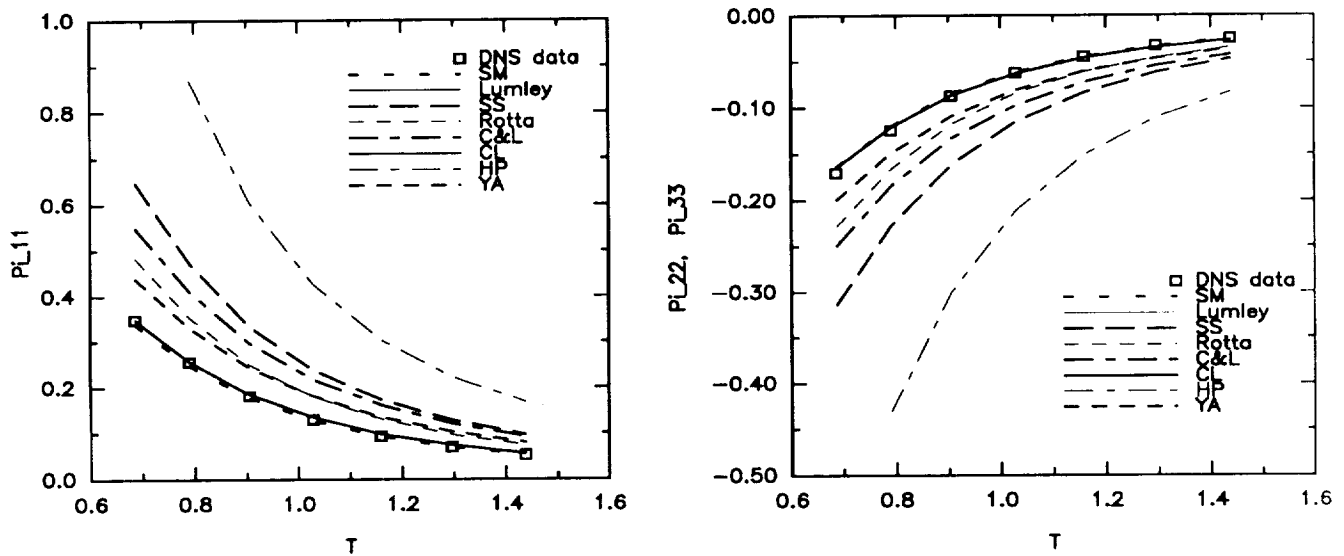 1.0
0.8
0.6
0.4
0.2
0.0
Pi_11
0.6 0.8 1.0 1.2 1.4 1.6
T
DNS data
SM
Lumley
SS
Rotta
C&L
CL
HP
YA
0.00
-0.10
-0.20
-0.30
-0.40
-0.50
Pi_22, Pi_33
0.6 0.8 1.0 1.2 1.4 1.6
T
DNS data
SM
Lumley
SS
Rotta
C&L
CL
HP
YA